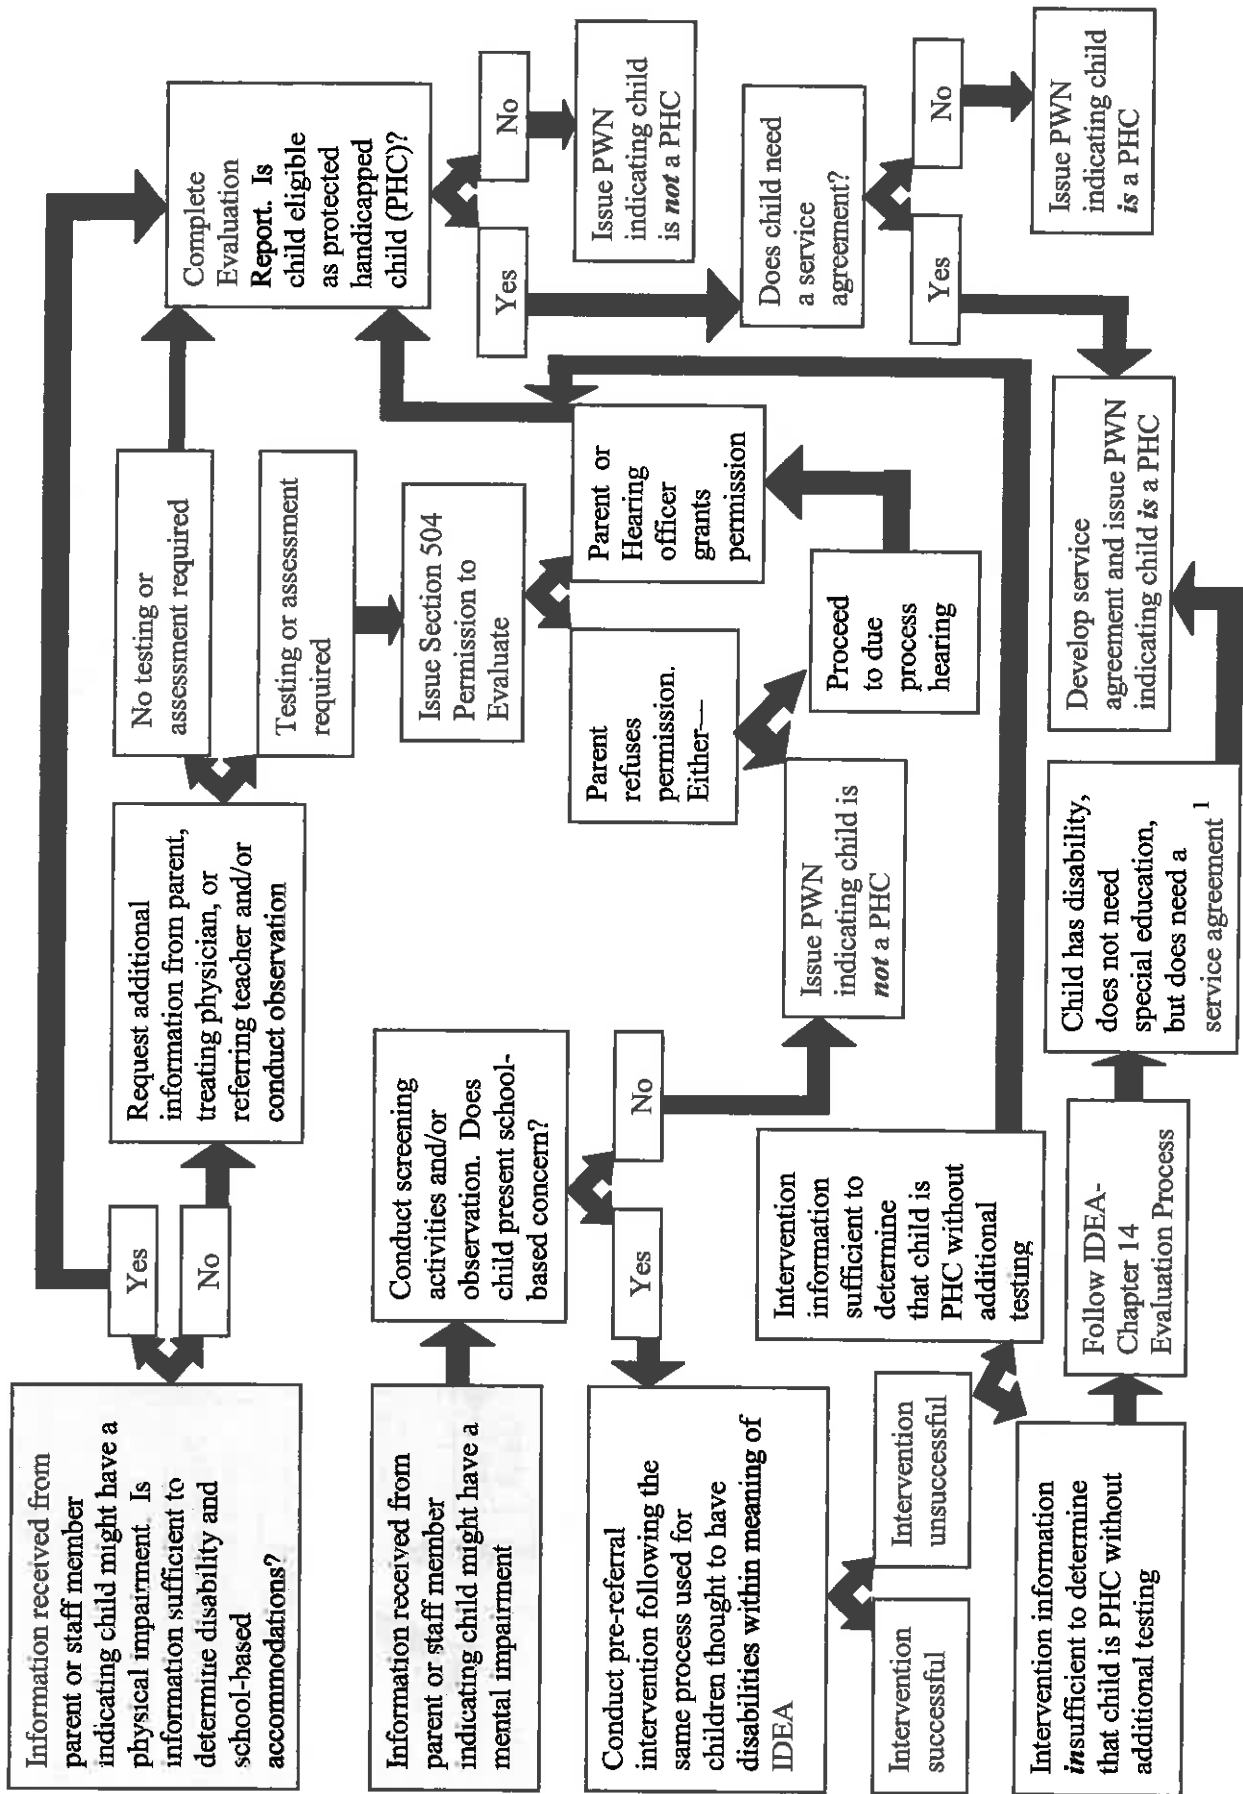 Information received from
parent or staff member
indicating child might have a
physical impairment. Is
information sufficient to
determine disability and
school-based
accommodations?
Yes
No
Request additional
information from parent,
treating physician, or
referring teacher and/or
conduct observation
No testing or
assessment required
Testing or assessment
required
Complete
Evaluation
Report. Is
child eligible
as protected
handicapped
child (PHC)?
Yes
No
Issue PWN
indicating child
is not a PHC
Information received from
parent or staff member
indicating child might have a
mental impairment
Conduct screening
activities and/or
observation. Does
child present school-
based concern?
Yes
No
Issue Section 504
Permission to
Evaluate
Parent
refuses
permission.
Either—
Parent or
Hearing
officer
grants
permission
Does child need
a service
agreement?
Yes
No
Issue PWN
indicating child
is a PHC
Conduct pre-referral
intervention following the
same process used for
children thought to have
disabilities within meaning of
IDEA
Intervention
successful
Intervention
unsuccessful
Intervention
information
sufficient to
determine
that child is
PHC without
additional
testing
Issue PWN
indicating child is
not a PHC
Proceed
to due
process
hearing
Intervention information
insufficient to determine
that child is PHC without
additional testing
Follow IDEA-
Chapter 14
Evaluation Process
Child has disability,
does not need
special education,
but does need a
service agreement 1
Develop service
agreement and issue PWN
indicating child is a PHC